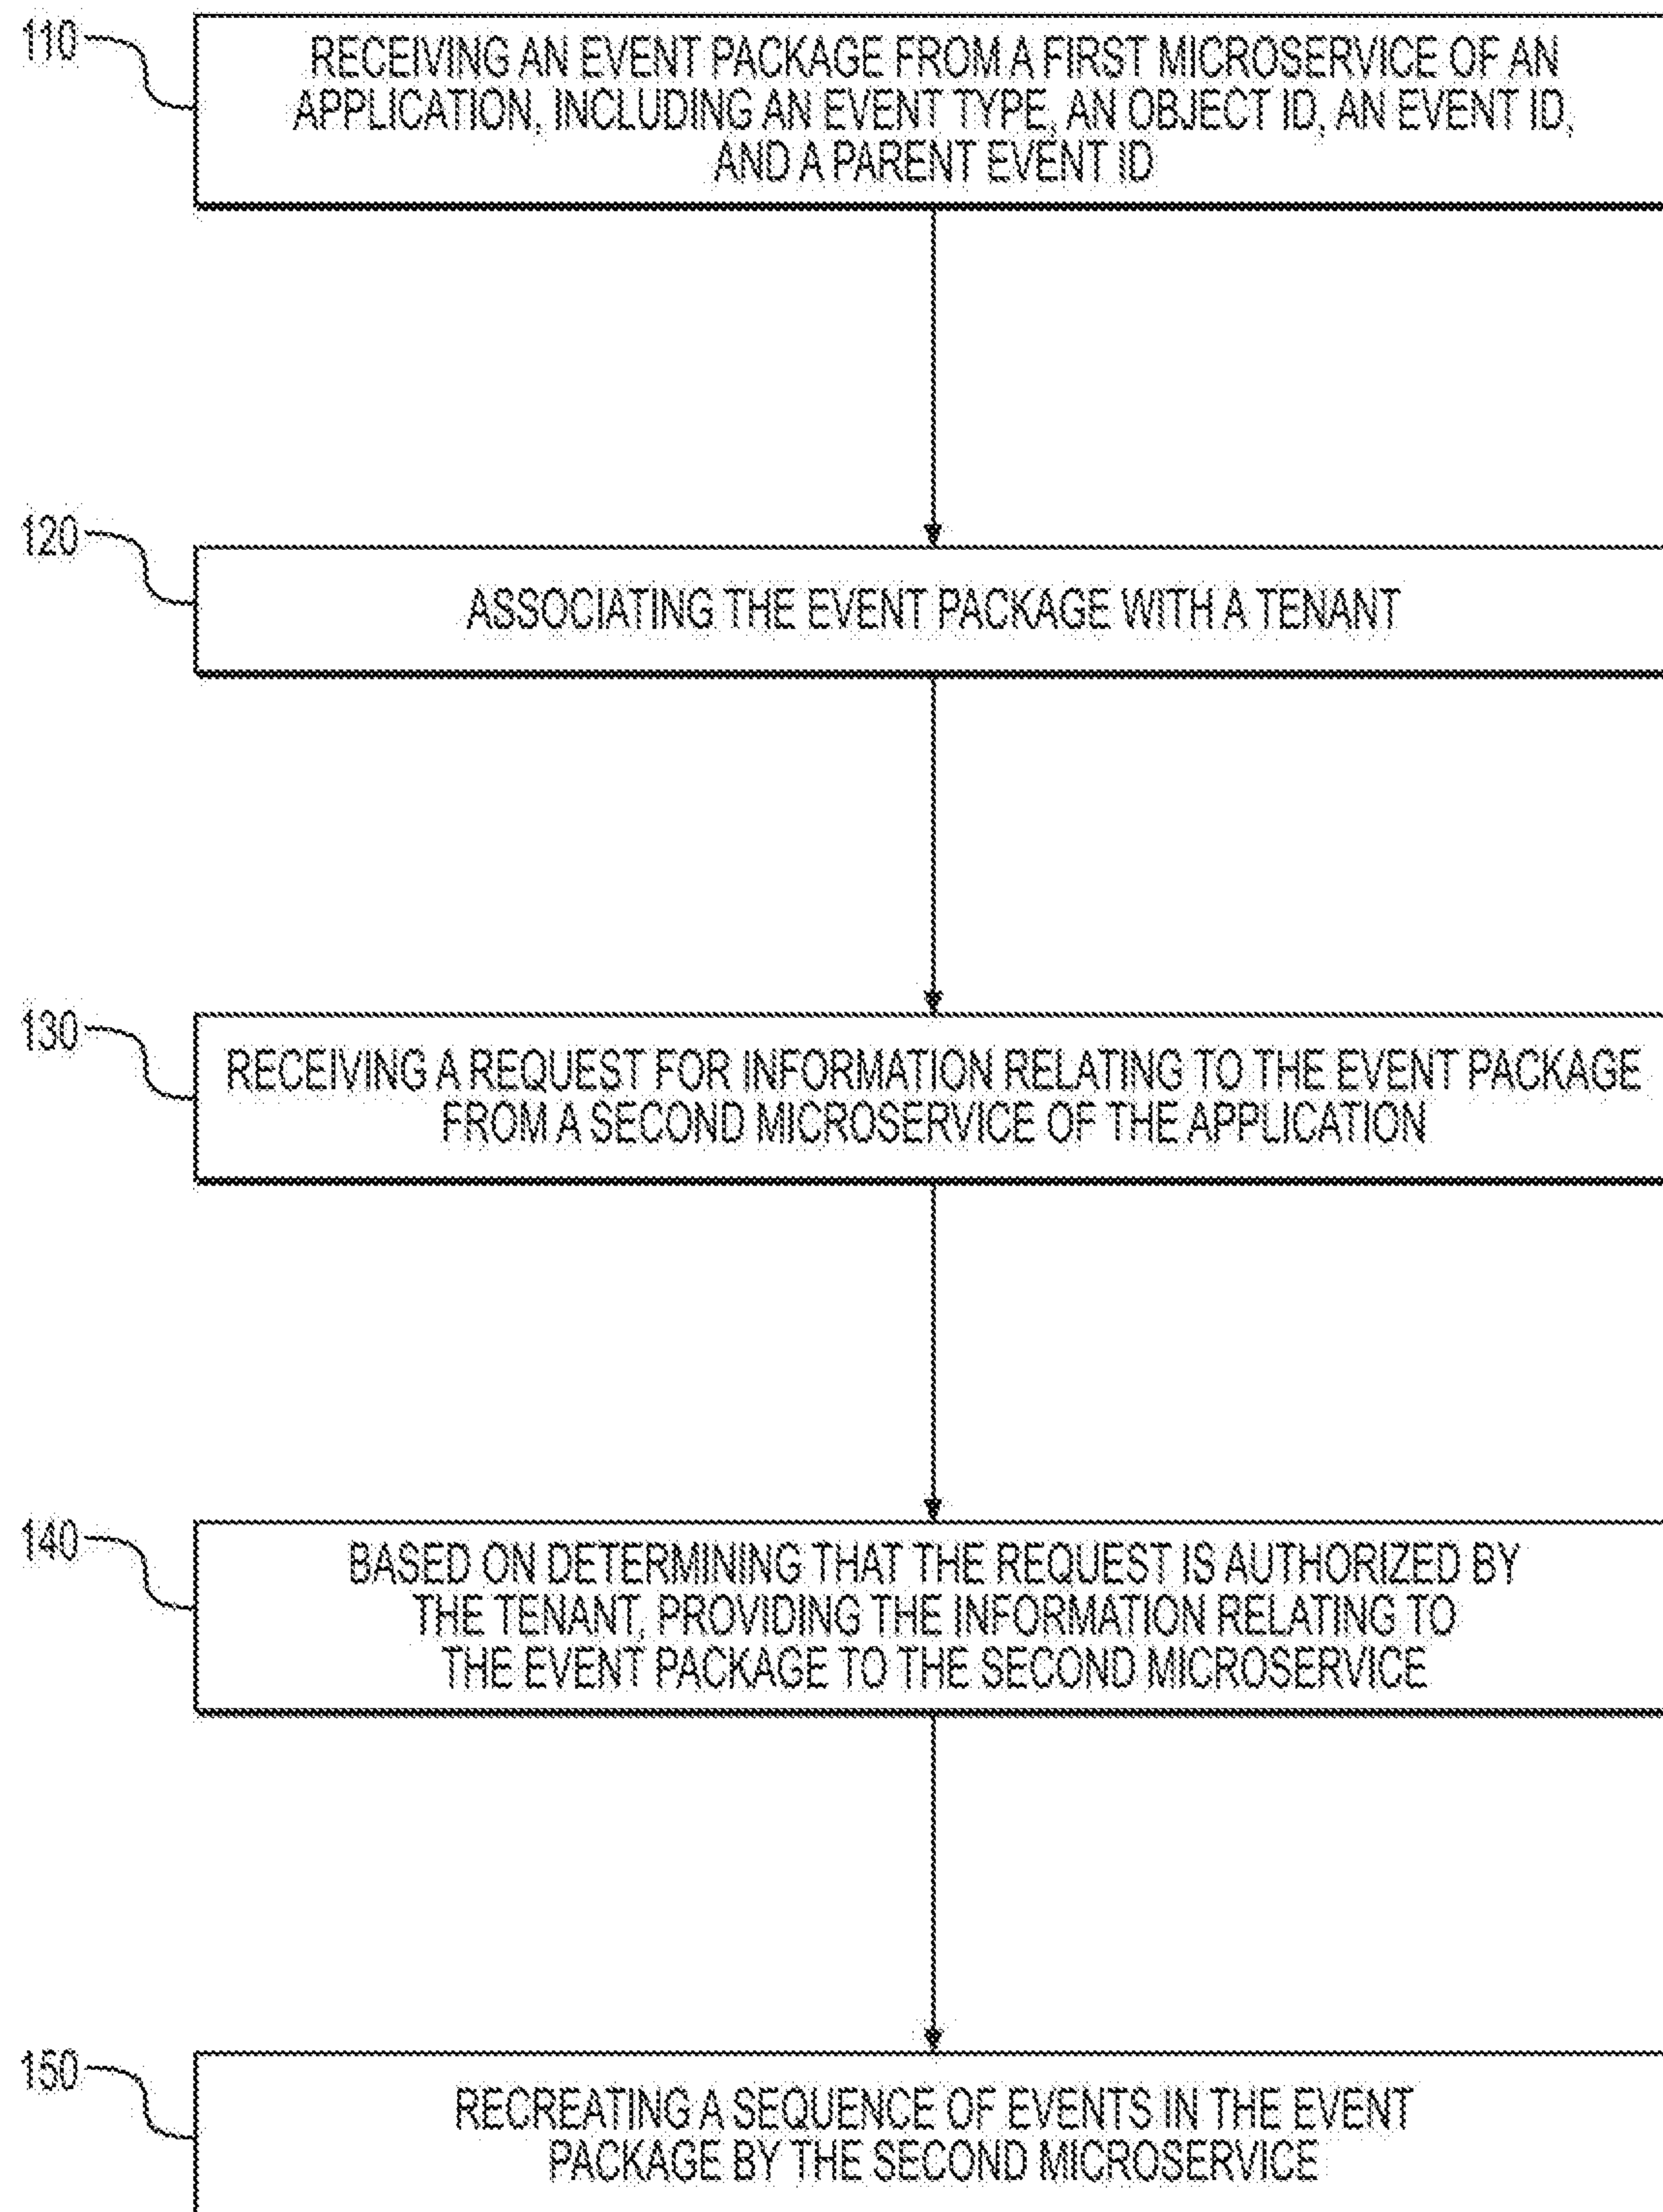 110
RECEIVING AN EVENT PACKAGE FROM A FIRST MICROSERVICE OF AN
APPLICATION, INCLUDING AN EVENT TYPE, AN OBJECT ID, AN EVENT ID,
AND A PARENT EVENT ID
120
ASSOCIATING THE EVENT PACKAGE WITH A TENANT
130
RECEIVING A REQUEST FOR INFORMATION RELATING TO THE EVENT PACKAGE
FROM A SECOND MICROSERVICE OF THE APPLICATION
140
BASED ON DETERMINING THAT THE REQUEST IS AUTHORIZED BY
THE TENANT, PROVIDING THE INFORMATION RELATING TO
THE EVENT PACKAGE TO THE SECOND MICROSERVICE
150
RECREATING A SEQUENCE OF EVENTS IN THE EVENT
PACKAGE BY THE SECOND MICROSERVICE